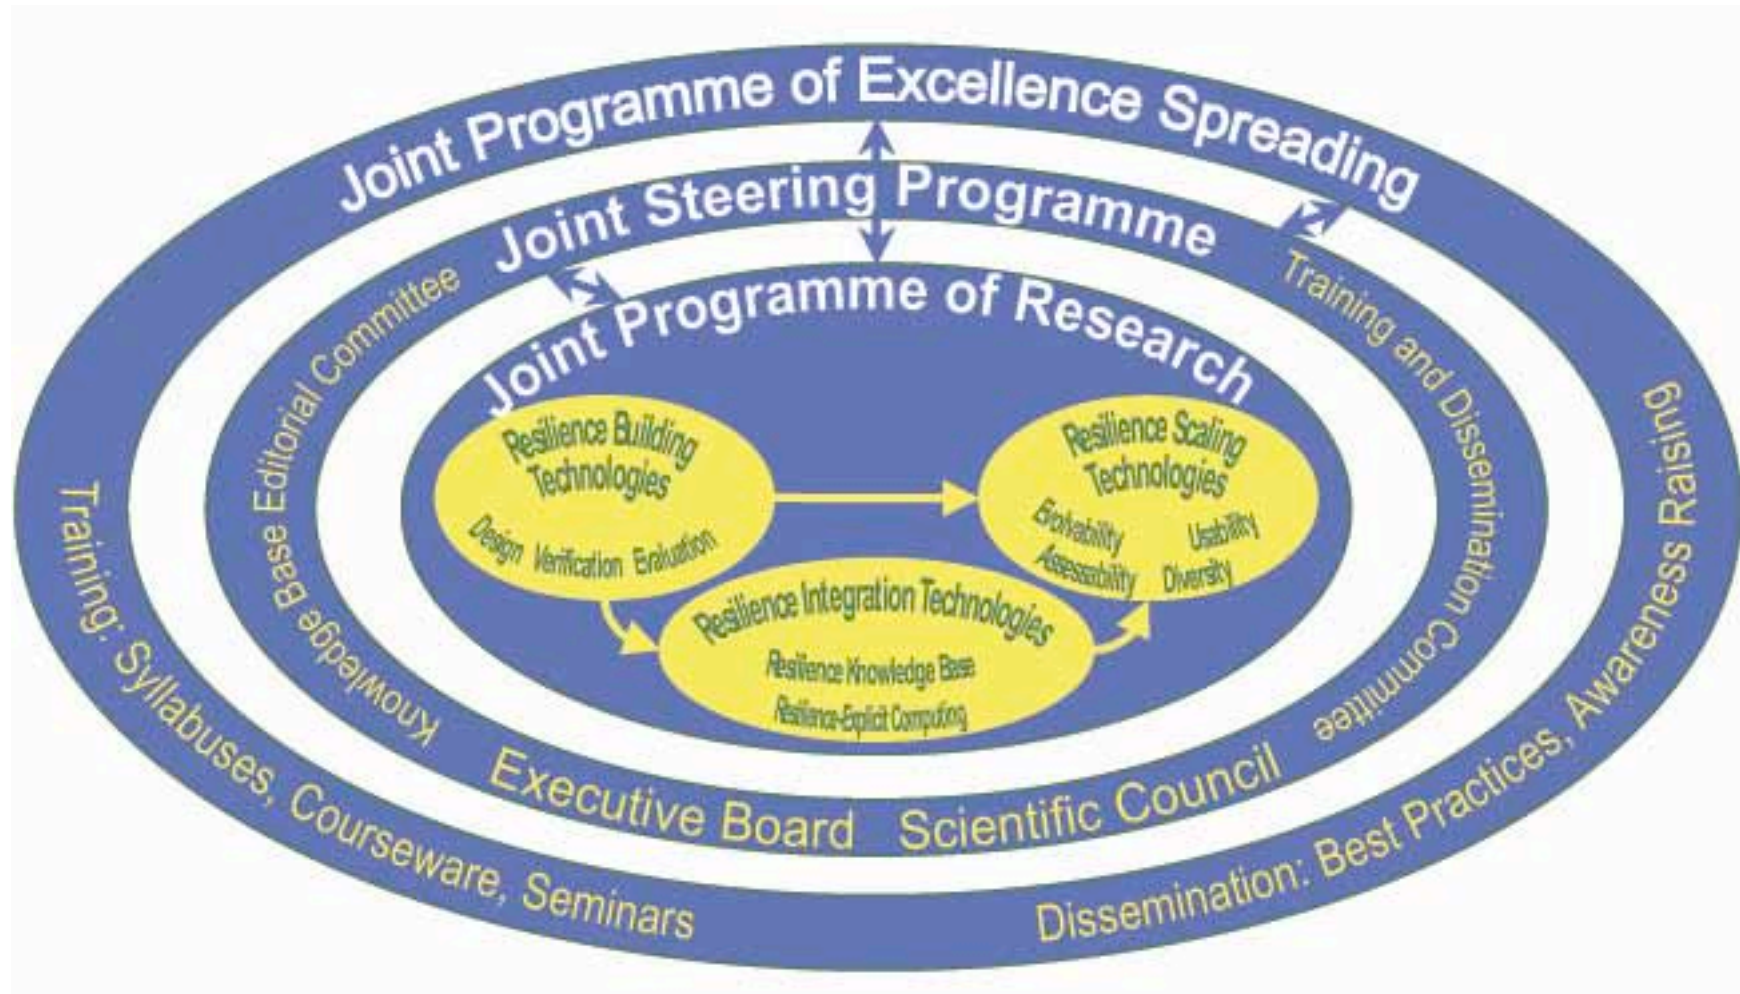 Joint Programme of Excellence Spreading
Joint Steering Programme
Joint Programme of Research
Knowledge Base Editorial Committee
Training and Dissemination Committee
Resilience Building
Technologies
Design Verification Evaluation
Resilience Scaling
Technologies
Evolvability Usability
Assessability Diversity
Resilience Integration Technologies
Resilience Knowledge Base
Resilience-Explicit Computing
Executive Board Scientific Council
Training: Syllabuses, Courseware, Seminars
Dissemination: Best Practices, Awareness Raising